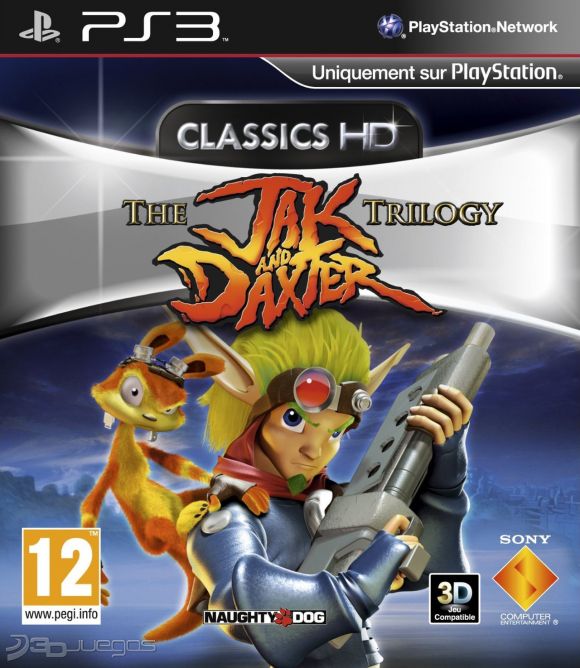 PS3
PlayStation®Network
Uniquement sur PlayStation®
CLASSICS HD
THE JAK AND DAXTER TRILOGY
12
www.pegi.info
NAUGHTY DOG
3D
Jeu
Compatible
SONY
COMPUTER
ENTERTAINMENT®
3Djuegos